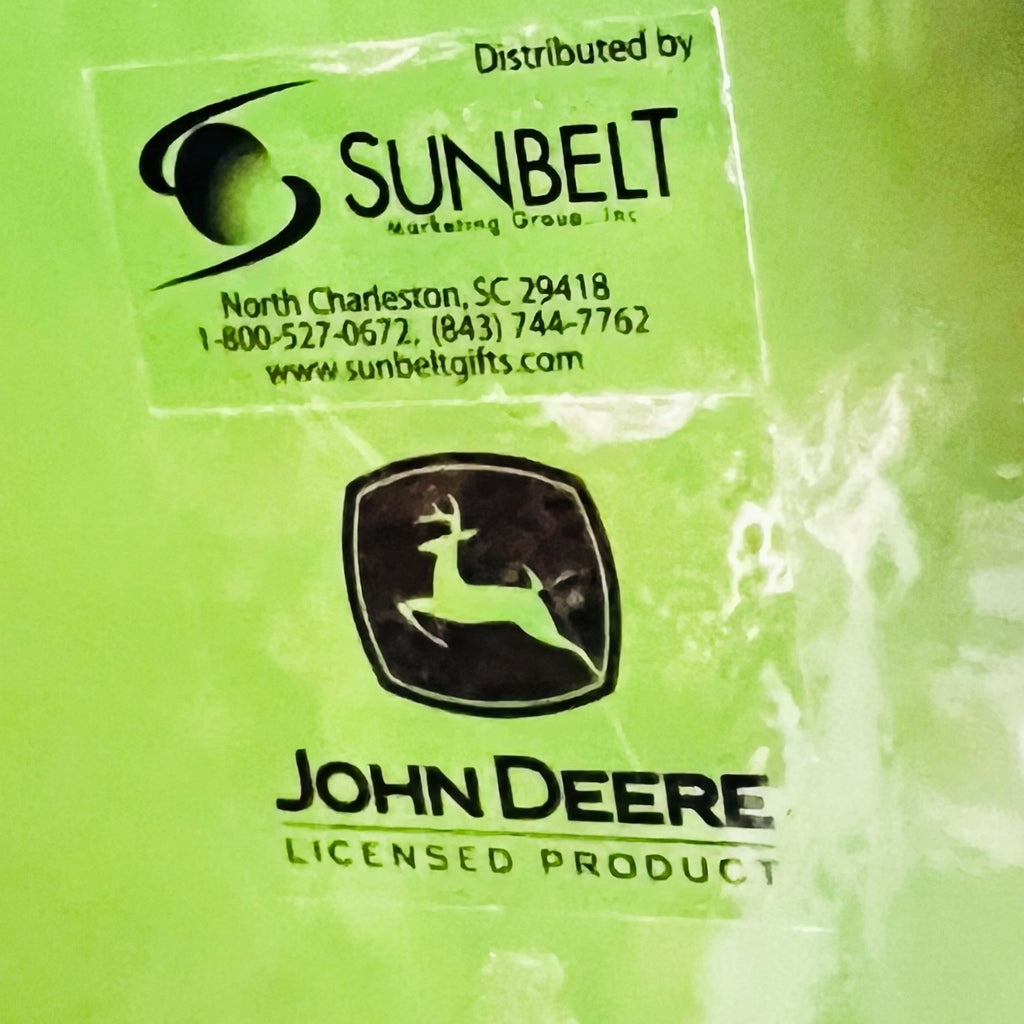 Distributed by
SUNBELT
Marketing Group, Inc
North Charleston, SC 29418
1-800-527-0672, (843) 744-7762
www.sunbeltgifts.com
JOHN DEERE
LICENSED PRODUCT